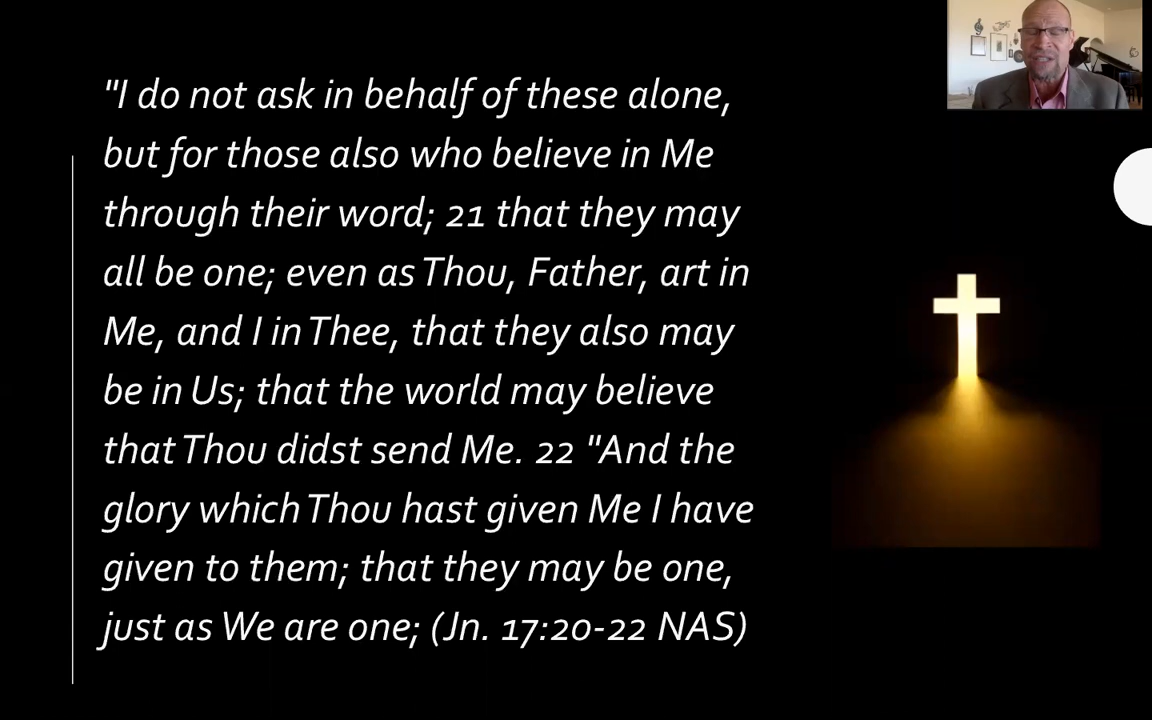 "I do not ask in behalf of these alone,
but for those also who believe in Me
through their word; 21 that they may
all be one; even as Thou, Father, art in
Me, and I in Thee, that they also may
be in Us; that the world may believe
that Thou didst send Me. 22 "And the
glory which Thou hast given Me I have
given to them; that they may be one,
just as We are one; (Jn. 17:20-22 NAS)